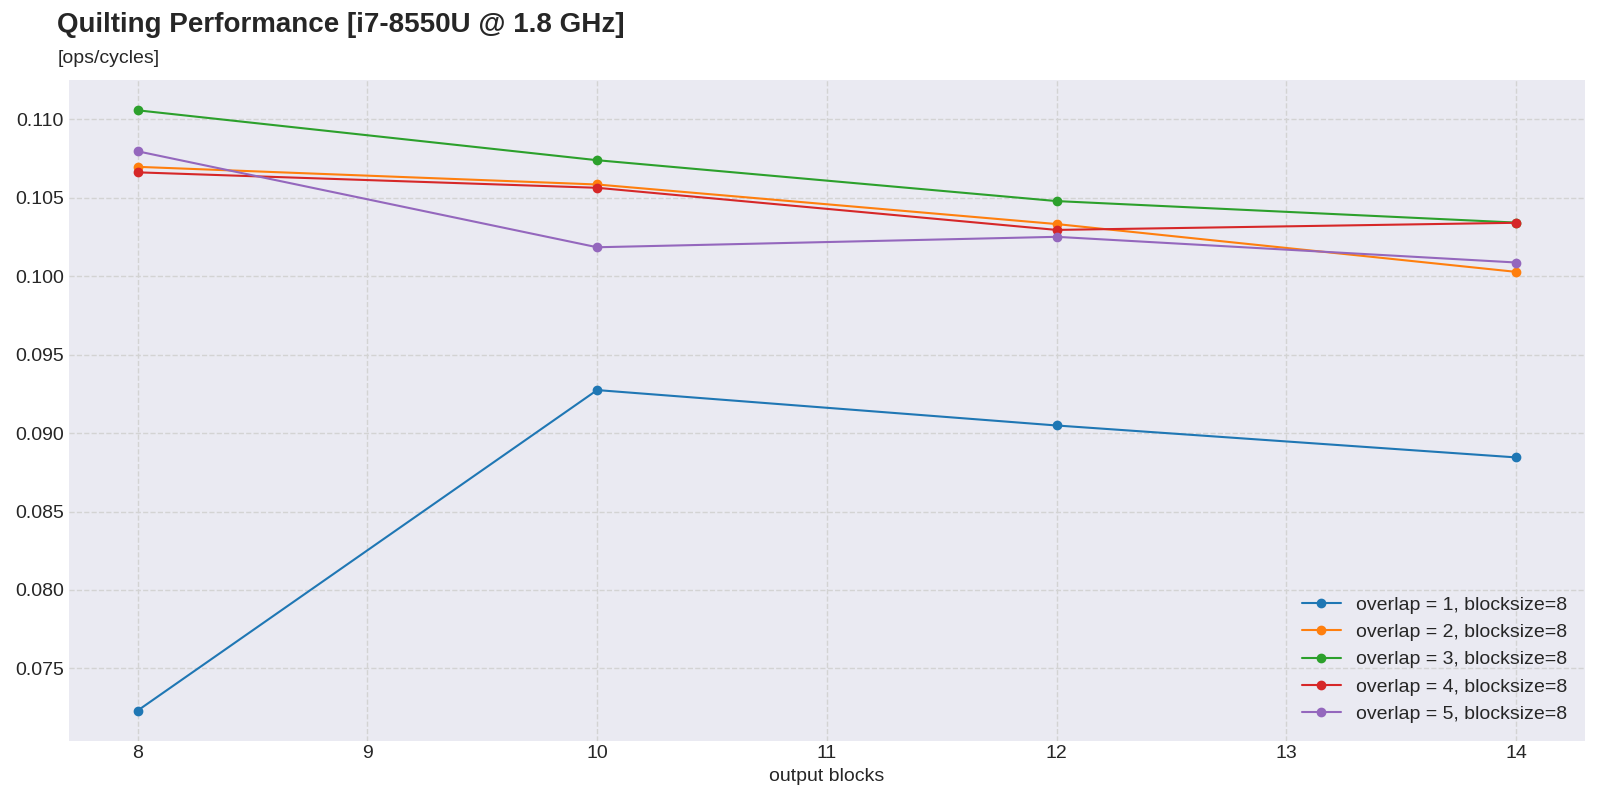 Quilting Performance [i7-8550U @ 1.8 GHz]
[ops/cycles]
0.110
0.105
0.100
0.095
0.090
0.085
0.080
0.075
overlap = 1, blocksize=8
overlap = 2, blocksize=8
overlap = 3, blocksize=8
overlap = 4, blocksize=8
overlap = 5, blocksize=8
8 9 10 11 12 13 14
output blocks